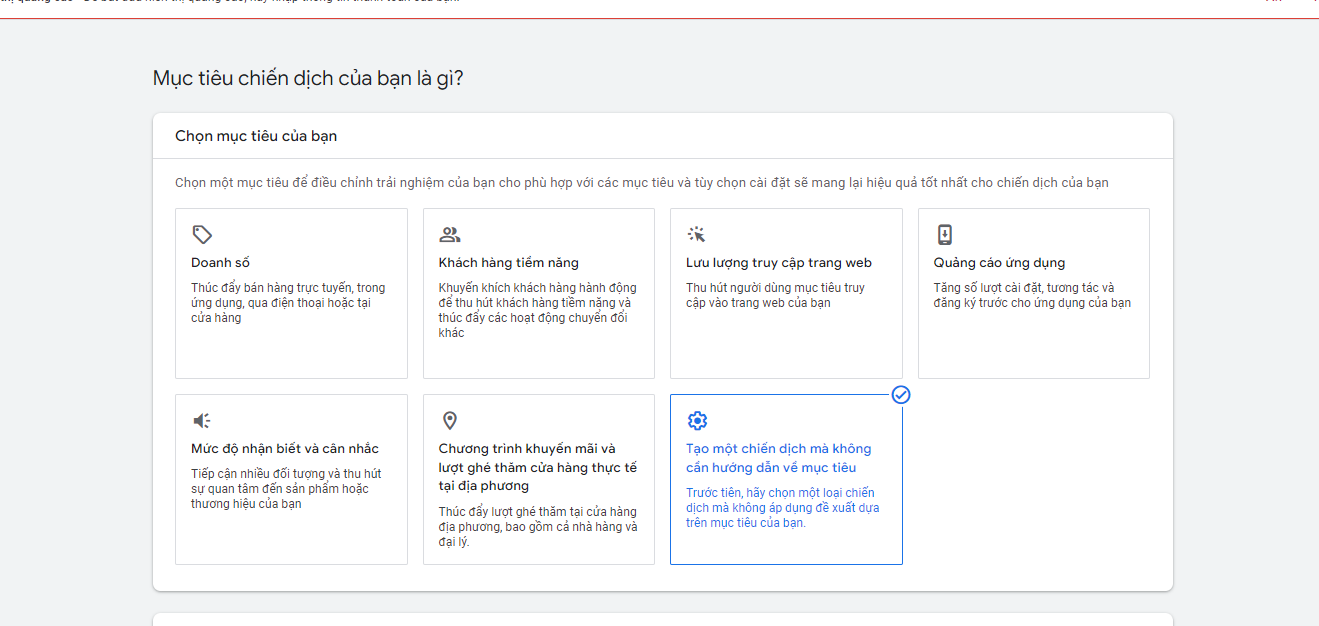 Mục tiêu chiến dịch của bạn là gì?
Chọn mục tiêu của bạn
Chọn một mục tiêu để điều chỉnh trải nghiệm của bạn cho phù hợp với các mục tiêu và tùy chọn cài đặt sẽ mang lại hiệu quả tốt nhất cho chiến dịch của bạn
Doanh số
Thúc đẩy bán hàng trực tuyến, trong
ứng dụng, qua điện thoại hoặc tại
cửa hàng
Khách hàng tiềm năng
Khuyến khích khách hàng hành động
để thu hút khách hàng tiềm năng và
thúc đẩy các hoạt động chuyển đổi
khác
Lưu lượng truy cập trang web
Thu hút người dùng mục tiêu truy
cập vào trang web của bạn
Quảng cáo ứng dụng
Tăng số lượt cài đặt, tương tác và
đăng ký trước cho ứng dụng của bạn
Mức độ nhận biết và cân nhắc
Tiếp cận nhiều đối tượng và thu hút
sự quan tâm đến sản phẩm hoặc
thương hiệu của bạn
Chương trình khuyến mãi và
lượt ghé thăm cửa hàng thực tế
tại địa phương
Thúc đẩy lượt ghé thăm tại cửa hàng
địa phương, bao gồm cả nhà hàng và
đại lý.
Tạo một chiến dịch mà không
cần hướng dẫn về mục tiêu
Trước tiên, hãy chọn một loại chiến
dịch mà không áp dụng đề xuất dựa
trên mục tiêu của bạn.